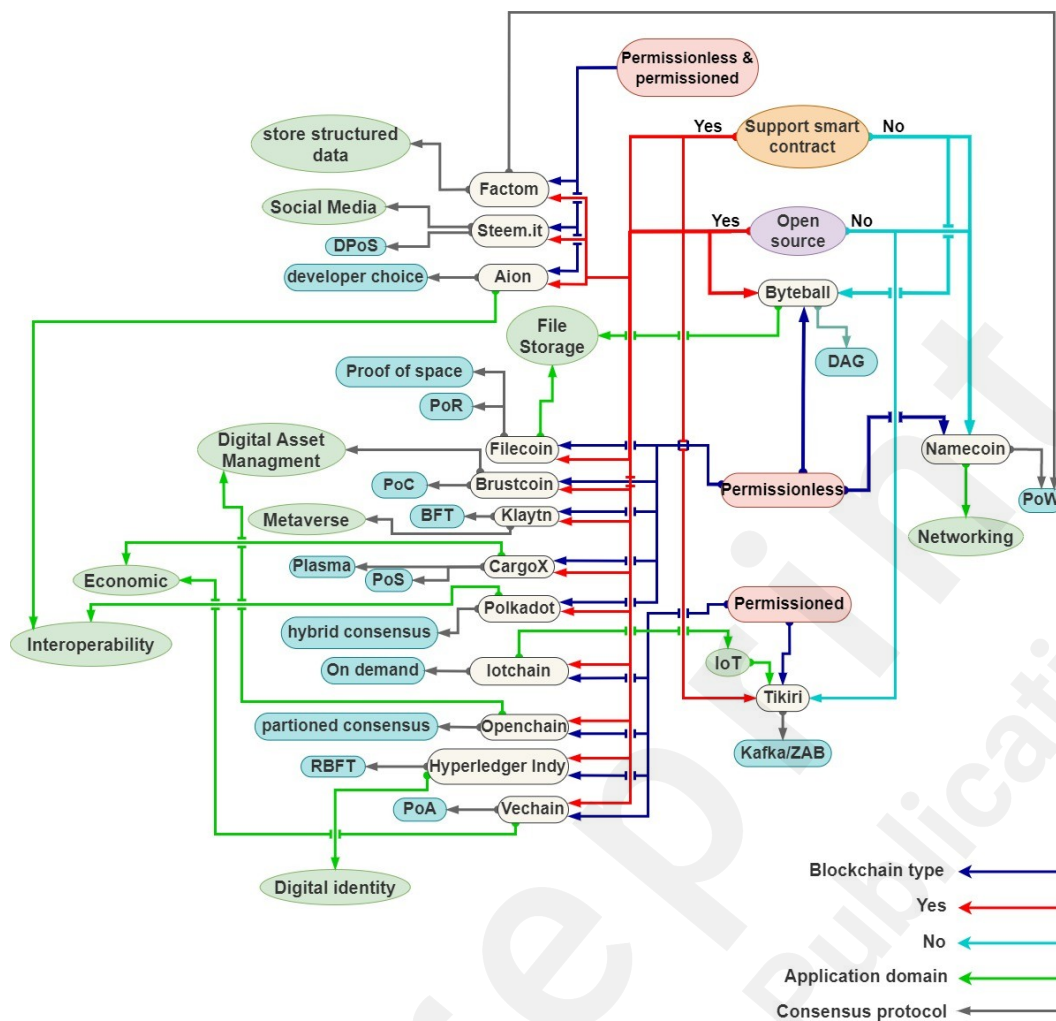 Permissionless &
permissioned
Yes
Support smart
contract
No
store structured
data
Factom
Social Media
Steem.it
Yes
Open
source
No
DPoS
developer choice
Aion
Byteball
File
Storage
DAG
Proof of space
PoR
Digital Asset
Managment
Filecoin
Namecoin
PoC
Brustcoin
Permissionless
PoW
Metaverse
BFT
Klaytn
Networking
Plasma
CargoX
Economic
PoS
Polkadot
Permissioned
hybrid consensus
Interoperability
On demand
Iotchain
IoT
Tikiri
partioned consensus
Openchain
Kafka/ZAB
RBFT
Hyperledger Indy
PoA
Vechain
Digital identity
Blockchain type
Yes
No
Application domain
Consensus protocol